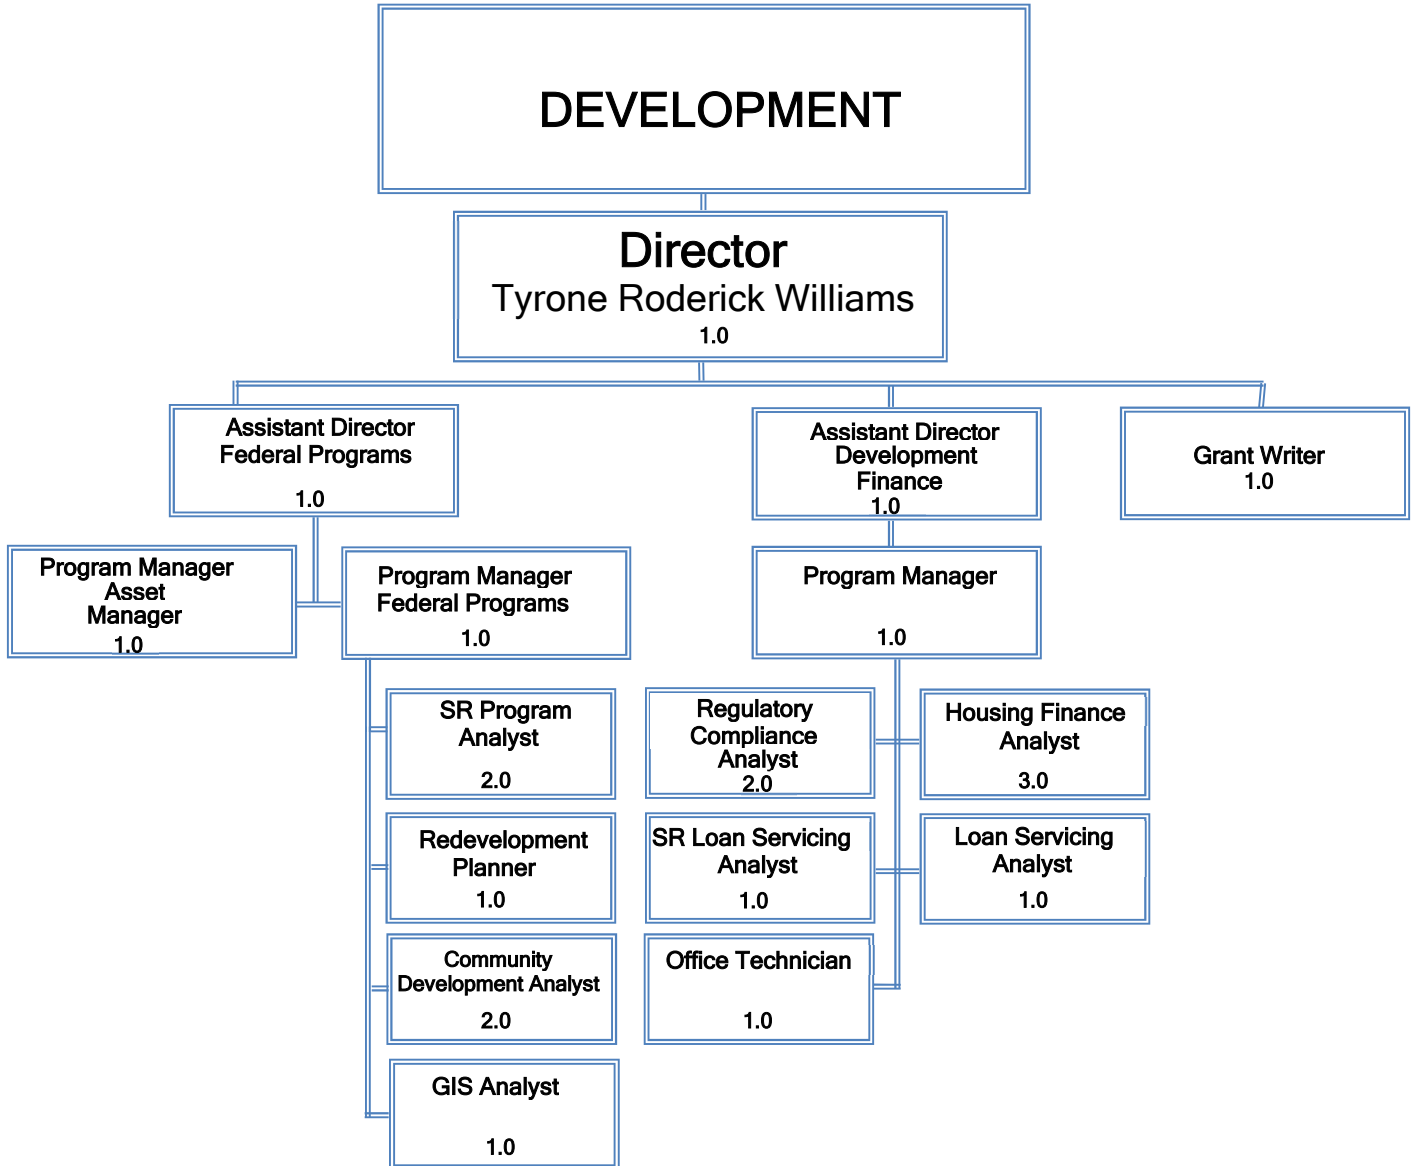 DEVELOPMENT
Director
Tyrone Roderick Williams
1.0
Assistant Director
Federal Programs
1.0
Assistant Director
Development
Finance
1.0
Grant Writer
1.0
Program Manager
Asset
Manager
1.0
Program Manager
Federal Programs
1.0
Program Manager
1.0
SR Program
Analyst
2.0
Redevelopment
Planner
1.0
Community
Development Analyst
2.0
GIS Analyst
1.0
Regulatory
Compliance
Analyst
2.0
Housing Finance
Analyst
3.0
SR Loan Servicing
Analyst
1.0
Loan Servicing
Analyst
1.0
Office Technician
1.0